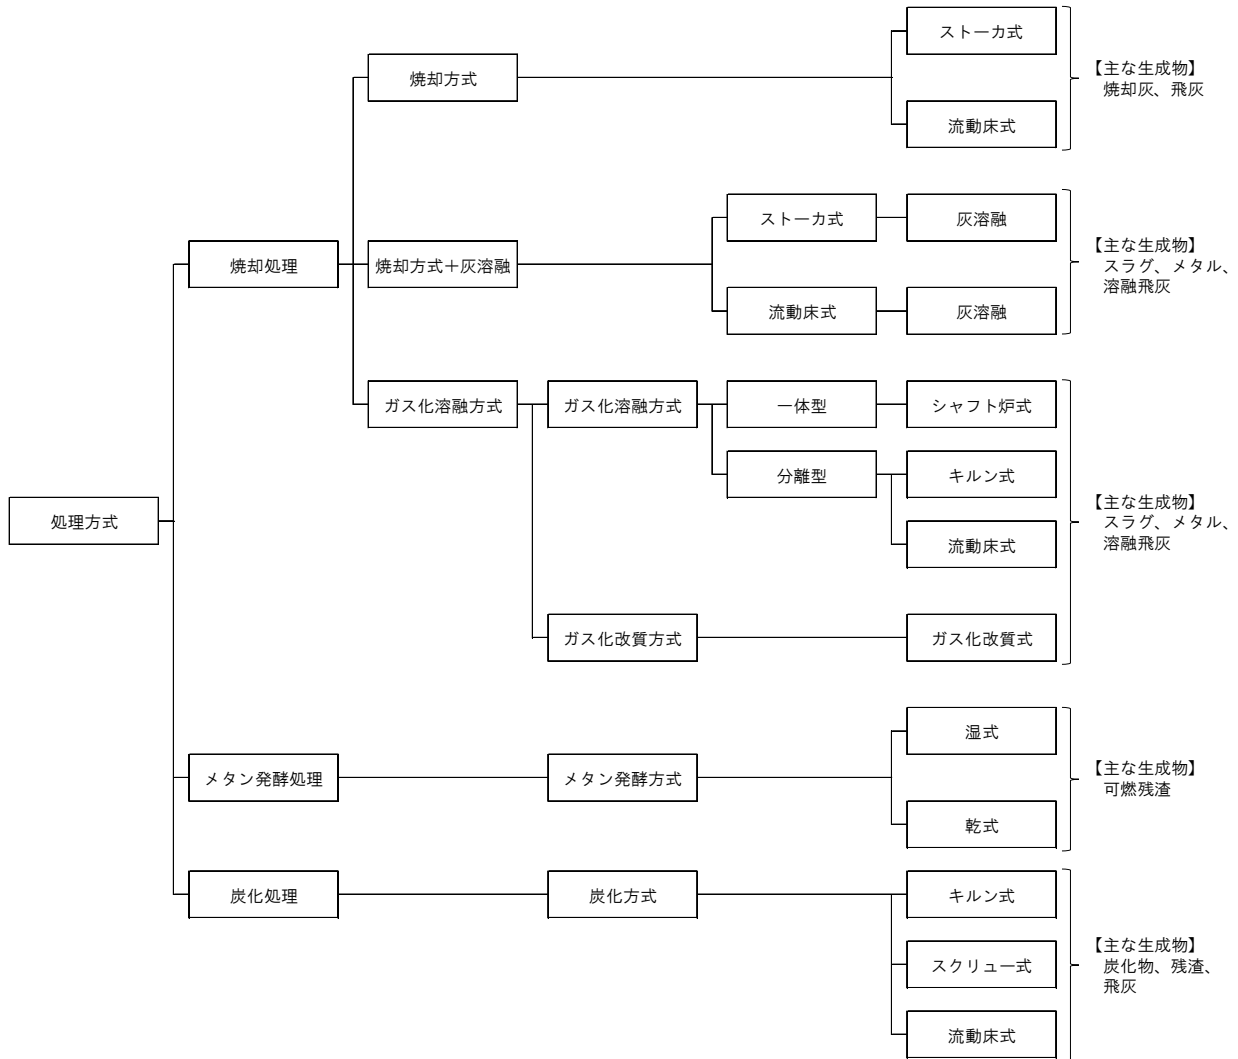 ストーカ式
焼却方式
【主な生成物】
焼却灰、飛灰
流動床式
ストーカ式
灰溶融
焼却処理
焼却方式＋灰溶融
【主な生成物】
スラグ、メタル、
溶融飛灰
流動床式
灰溶融
ガス化溶融方式
ガス化溶融方式
一体型
シャフト炉式
分離型
キルン式
処理方式
【主な生成物】
スラグ、メタル、
溶融飛灰
流動床式
ガス化改質方式
ガス化改質式
湿式
メタン発酵処理
メタン発酵方式
【主な生成物】
可燃残渣
乾式
炭化処理
炭化方式
キルン式
【主な生成物】
炭化物、残渣、
飛灰
スクリュー式
流動床式